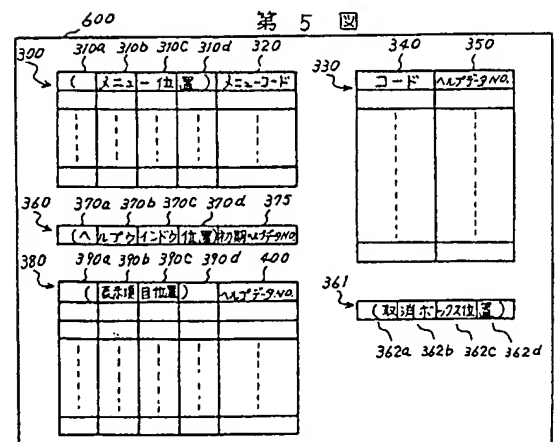 第 5 図
600
310a 310b 310c 310d 320
300
( メニュー位置 ) メニューコード
340 350
330
コード ヘルプデータNO.
370a 370b 370c 370d 375
360
(ヘルプウインドウ位置) 初期ヘルプデータNO.
390a 390b 390c 390d 400
380
( 表示項目位置 ) ヘルプデータNO.
361
(取消ボックス位置)
362a 362b 362c 362d